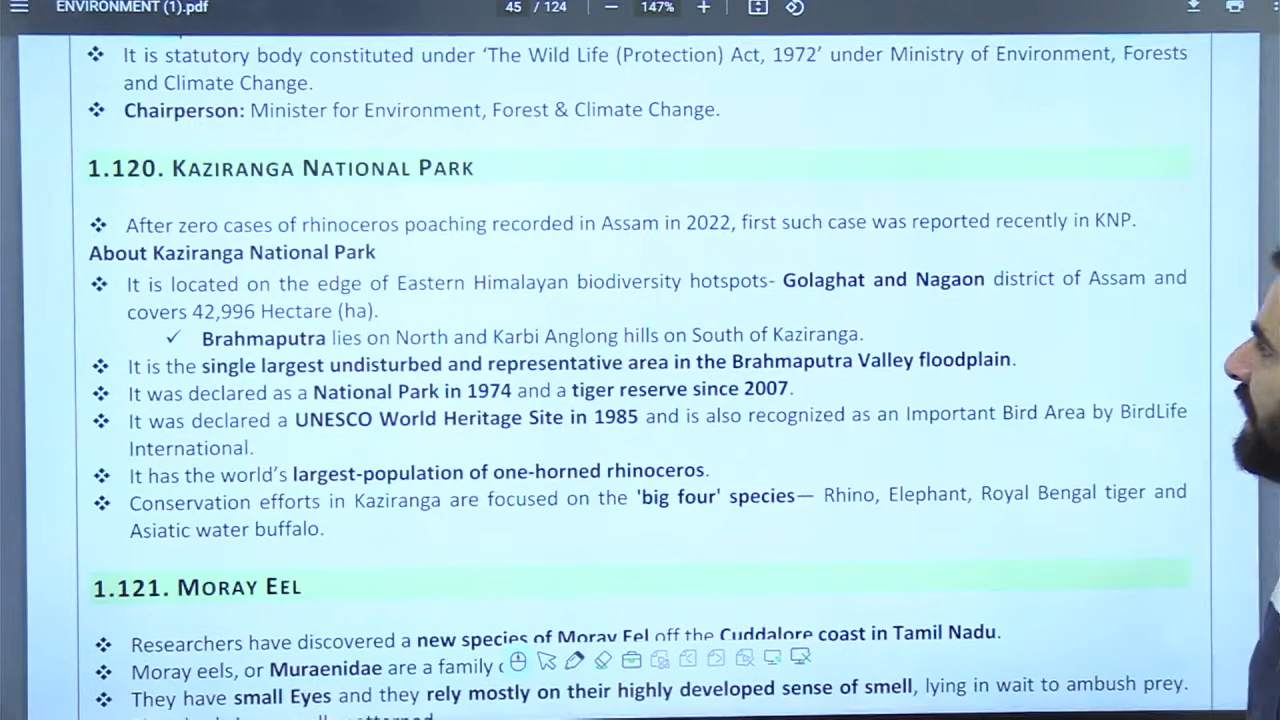 ENVIRONMENT (1).pdf
45 / 124
147%
It is statutory body constituted under ‘The Wild Life (Protection) Act, 1972’ under Ministry of Environment, Forests
and Climate Change.
Chairperson: Minister for Environment, Forest & Climate Change.
1.120. KAZIRANGA NATIONAL PARK
After zero cases of rhinoceros poaching recorded in Assam in 2022, first such case was reported recently in KNP.
About Kaziranga National Park
It is located on the edge of Eastern Himalayan biodiversity hotspots- Golaghat and Nagaon district of Assam and
covers 42,996 Hectare (ha).
Brahmaputra lies on North and Karbi Anglong hills on South of Kaziranga.
It is the single largest undisturbed and representative area in the Brahmaputra Valley floodplain.
It was declared as a National Park in 1974 and a tiger reserve since 2007.
It was declared a UNESCO World Heritage Site in 1985 and is also recognized as an Important Bird Area by BirdLife
International.
It has the world’s largest-population of one-horned rhinoceros.
Conservation efforts in Kaziranga are focused on the 'big four' species— Rhino, Elephant, Royal Bengal tiger and
Asiatic water buffalo.
1.121. MORAY EEL
Researchers have discovered a new species of Moray Eel off the Cuddalore coast in Tamil Nadu.
Moray eels, or Muraenidae are a family
They have small Eyes and they rely mostly on their highly developed sense of smell, lying in wait to ambush prey.